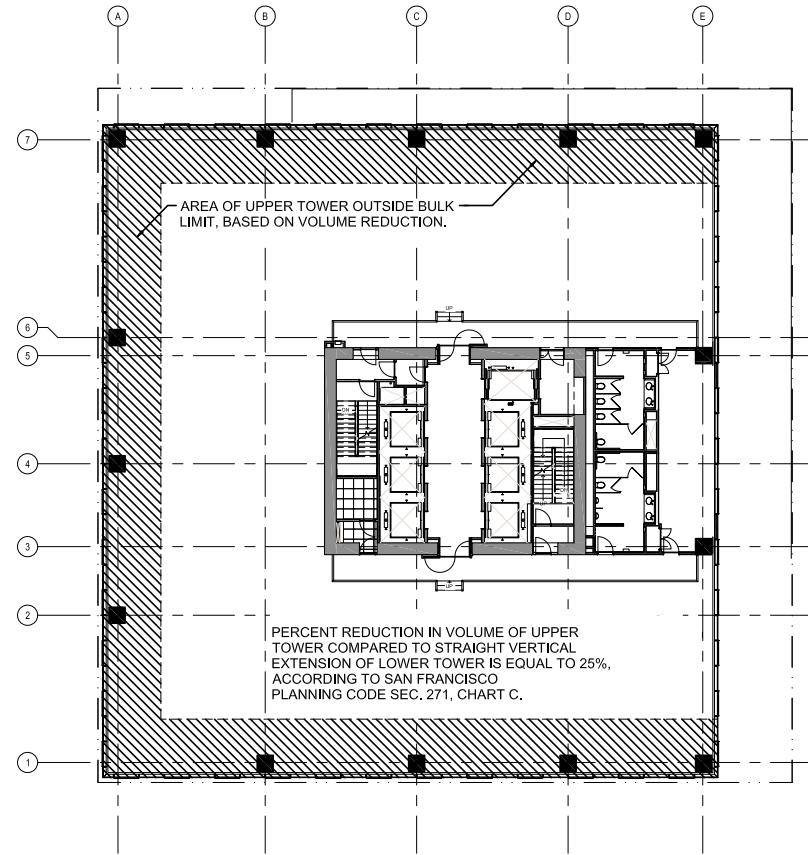 A B C D E
7
AREA OF UPPER TOWER OUTSIDE BULK
LIMIT, BASED ON VOLUME REDUCTION.
UP
6
5
DN
4
3
UP
2
PERCENT REDUCTION IN VOLUME OF UPPER
TOWER COMPARED TO STRAIGHT VERTICAL
EXTENSION OF LOWER TOWER IS EQUAL TO 25%,
ACCORDING TO SAN FRANCISCO
PLANNING CODE SEC. 271, CHART C.
1